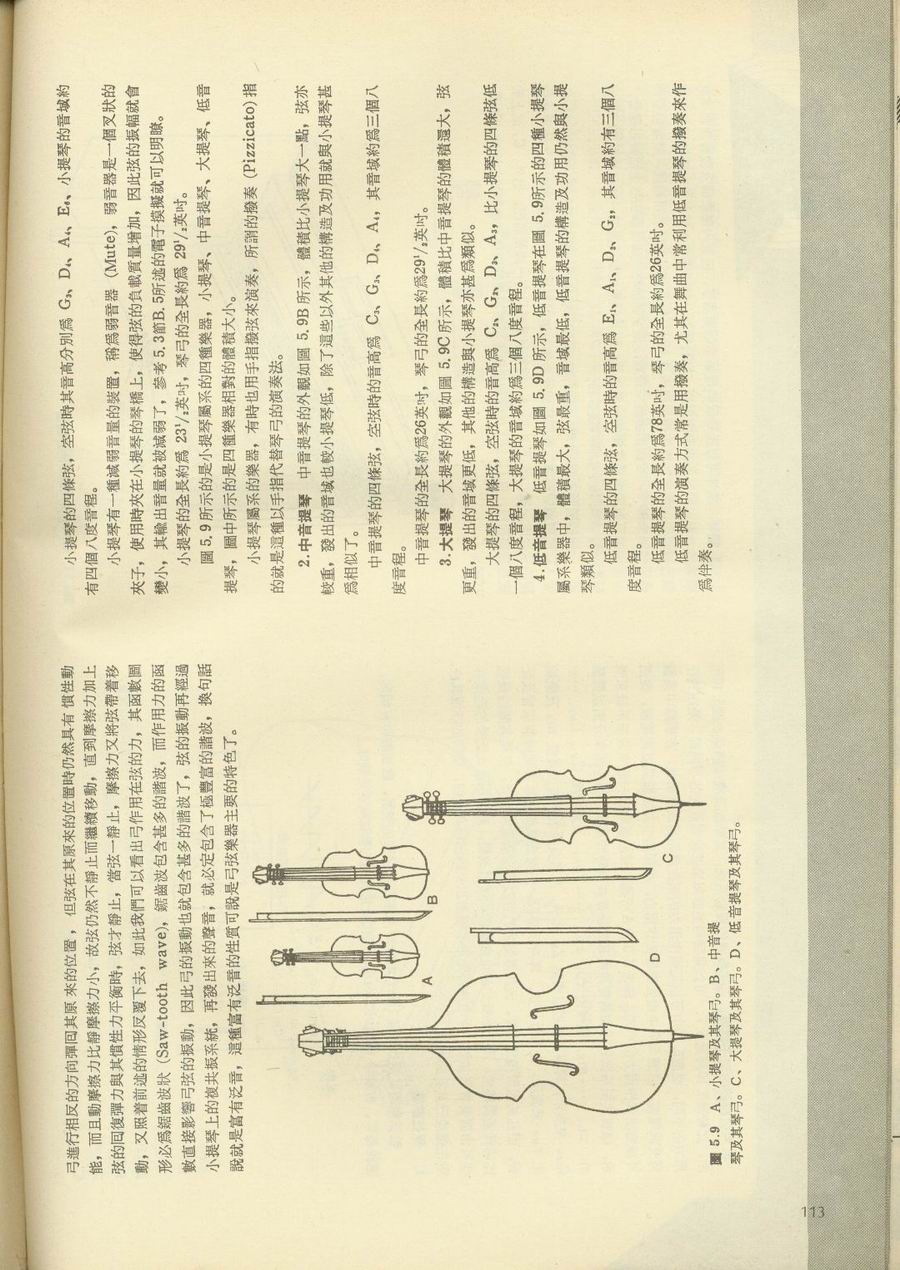 弓進行相反的方向彈回其原來的位置，但弦在其原來的位置時仍然具有慣性動
能，而且動摩擦力比靜摩擦力小，故弦仍然不靜止而繼續移動，直到摩擦力加上
弦的回復彈力與其慣性力平衡時，弦才靜止，當弦一靜止，摩擦力又將弦帶着移
動，又照着前述的情形反覆下去，如此我們可以看出弓作用在弦的力，其函數圖
形必爲鋸齒波狀 (Saw-tooth wave)，鋸齒波包含甚多的諧波，而作用力的函
數直接影響弓弦的振動，因此弓的振動也就包含甚多的諧波了，弦的振動再經過
小提琴上的複共振系統，再發出來的聲音，就必定包含了極豐富的諧波，換句話
說就是富有泛音，這種富有泛音的性質可說是弓弦樂器主要的特色了。
A
B
C
D
圖 5.9 A、小提琴及其琴弓。B、中音提
琴及其琴弓。C、大提琴及其琴弓。D、低音提琴及其琴弓。
小提琴的四條弦，空弦時其音高分別爲 G₃、D₄、A₄、E₅、小提琴的音域約
有四個八度音程。
小提琴有一種減弱音量的裝置，稱爲弱音器 (Mute)，弱音器是一個叉狀的
夾子，使用時夾在小提琴的琴橋上，使得弦的負載質量增加，因此弦的振幅就會
變小，其輸出音量就被減弱了，參考 5.3節B.5所述的電子摸擬就可以明瞭。
小提琴的全長約爲 23¹/₂英吋，琴弓的全長約爲 29¹/₂英吋。
圖 5.9 所示的是小提琴屬系的四種樂器，小提琴、中音提琴、大提琴、低音
提琴，圖中所示的是四種樂器相對的體積大小。
小提琴屬系的樂器，有時也用手指撥弦來演奏，所謂的撥奏 (Pizzicato) 指
的就是這種以手指代替琴弓的演奏法。
2.中音提琴 中音提琴的外觀如圖 5.9B 所示，體積比小提琴大一點，弦亦
較重，發出的音域也較小提琴低，除了這些以外其他的構造及功用就與小提琴甚
爲相似了。
中音提琴的四條弦，空弦時的音高爲 C₃、G₃、D₄、A₄，其音域約爲三個八
度音程。
中音提琴的全長約爲26英吋，琴弓的全長約爲29¹/₂英吋。
3.大提琴 大提琴的外觀如圖 5.9C 所示，體積比中音提琴的體積還大，弦
更重，發出的音域更低，其他的構造與小提琴亦甚爲類似。
大提琴的四條弦，空弦時的音高爲 C₂、G₂、D₃、A₃，比小提琴的四條弦低
一個八度音程，大提琴的音域約爲三個八度音程。
4.低音提琴 低音提琴如圖 5.9D 所示，低音提琴在圖 5.9所示的四種小提琴
屬系樂器中，體積最大，弦最重，音域最低，低音提琴的構造及功用仍然與小提
琴類似。
低音提琴的四條弦，空弦時的音高爲 E₁、A₁、D₂、G₂，其音域約有三個八
度音程。
低音提琴的全長約爲78英吋，琴弓的全長約爲26英吋。
低音提琴的演奏方式常是用撥奏，尤其在舞曲中常利用低音提琴的撥奏來作
爲伴奏。
113